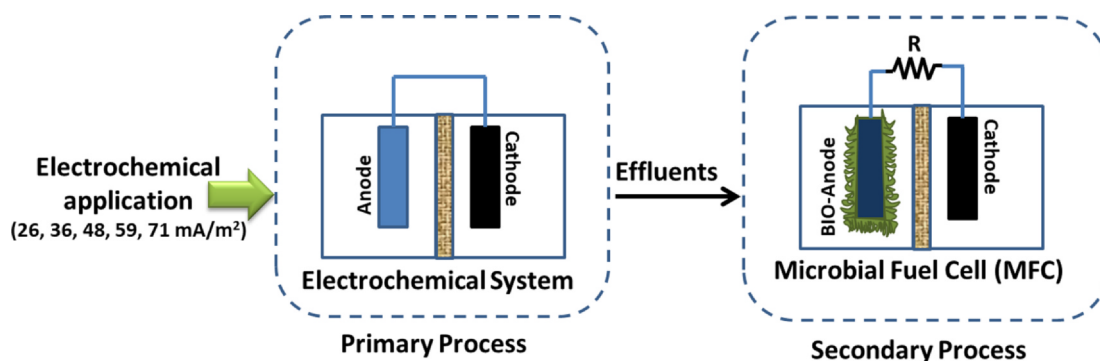 Electrochemical
application
(26, 36, 48, 59, 71 mA/m²)
Anode
Cathode
Electrochemical System
Primary Process
Effluents
R
BIO-Anode
Cathode
Microbial Fuel Cell (MFC)
Secondary Process